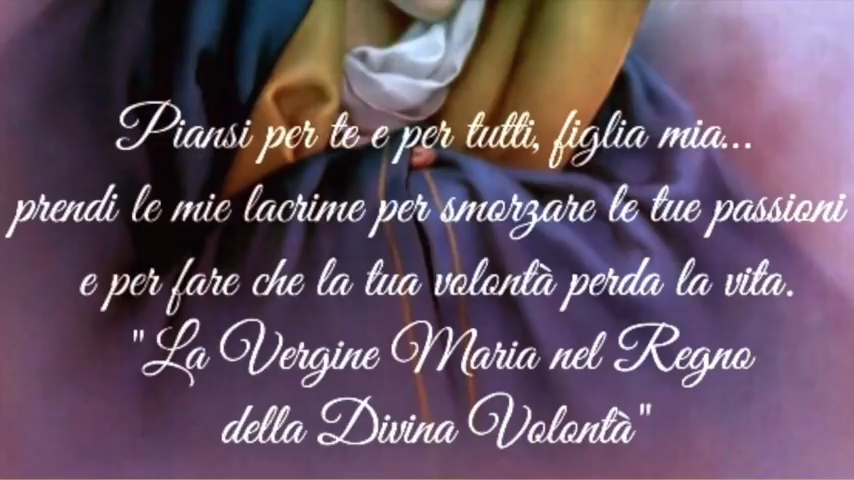 Piansi per te e per tutti, figlia mia...
prendi le mie lacrime per smorzare le tue passioni
e per fare che la tua volontà perda la vita.
"La Vergine Maria nel Regno
della Divina Volontà"